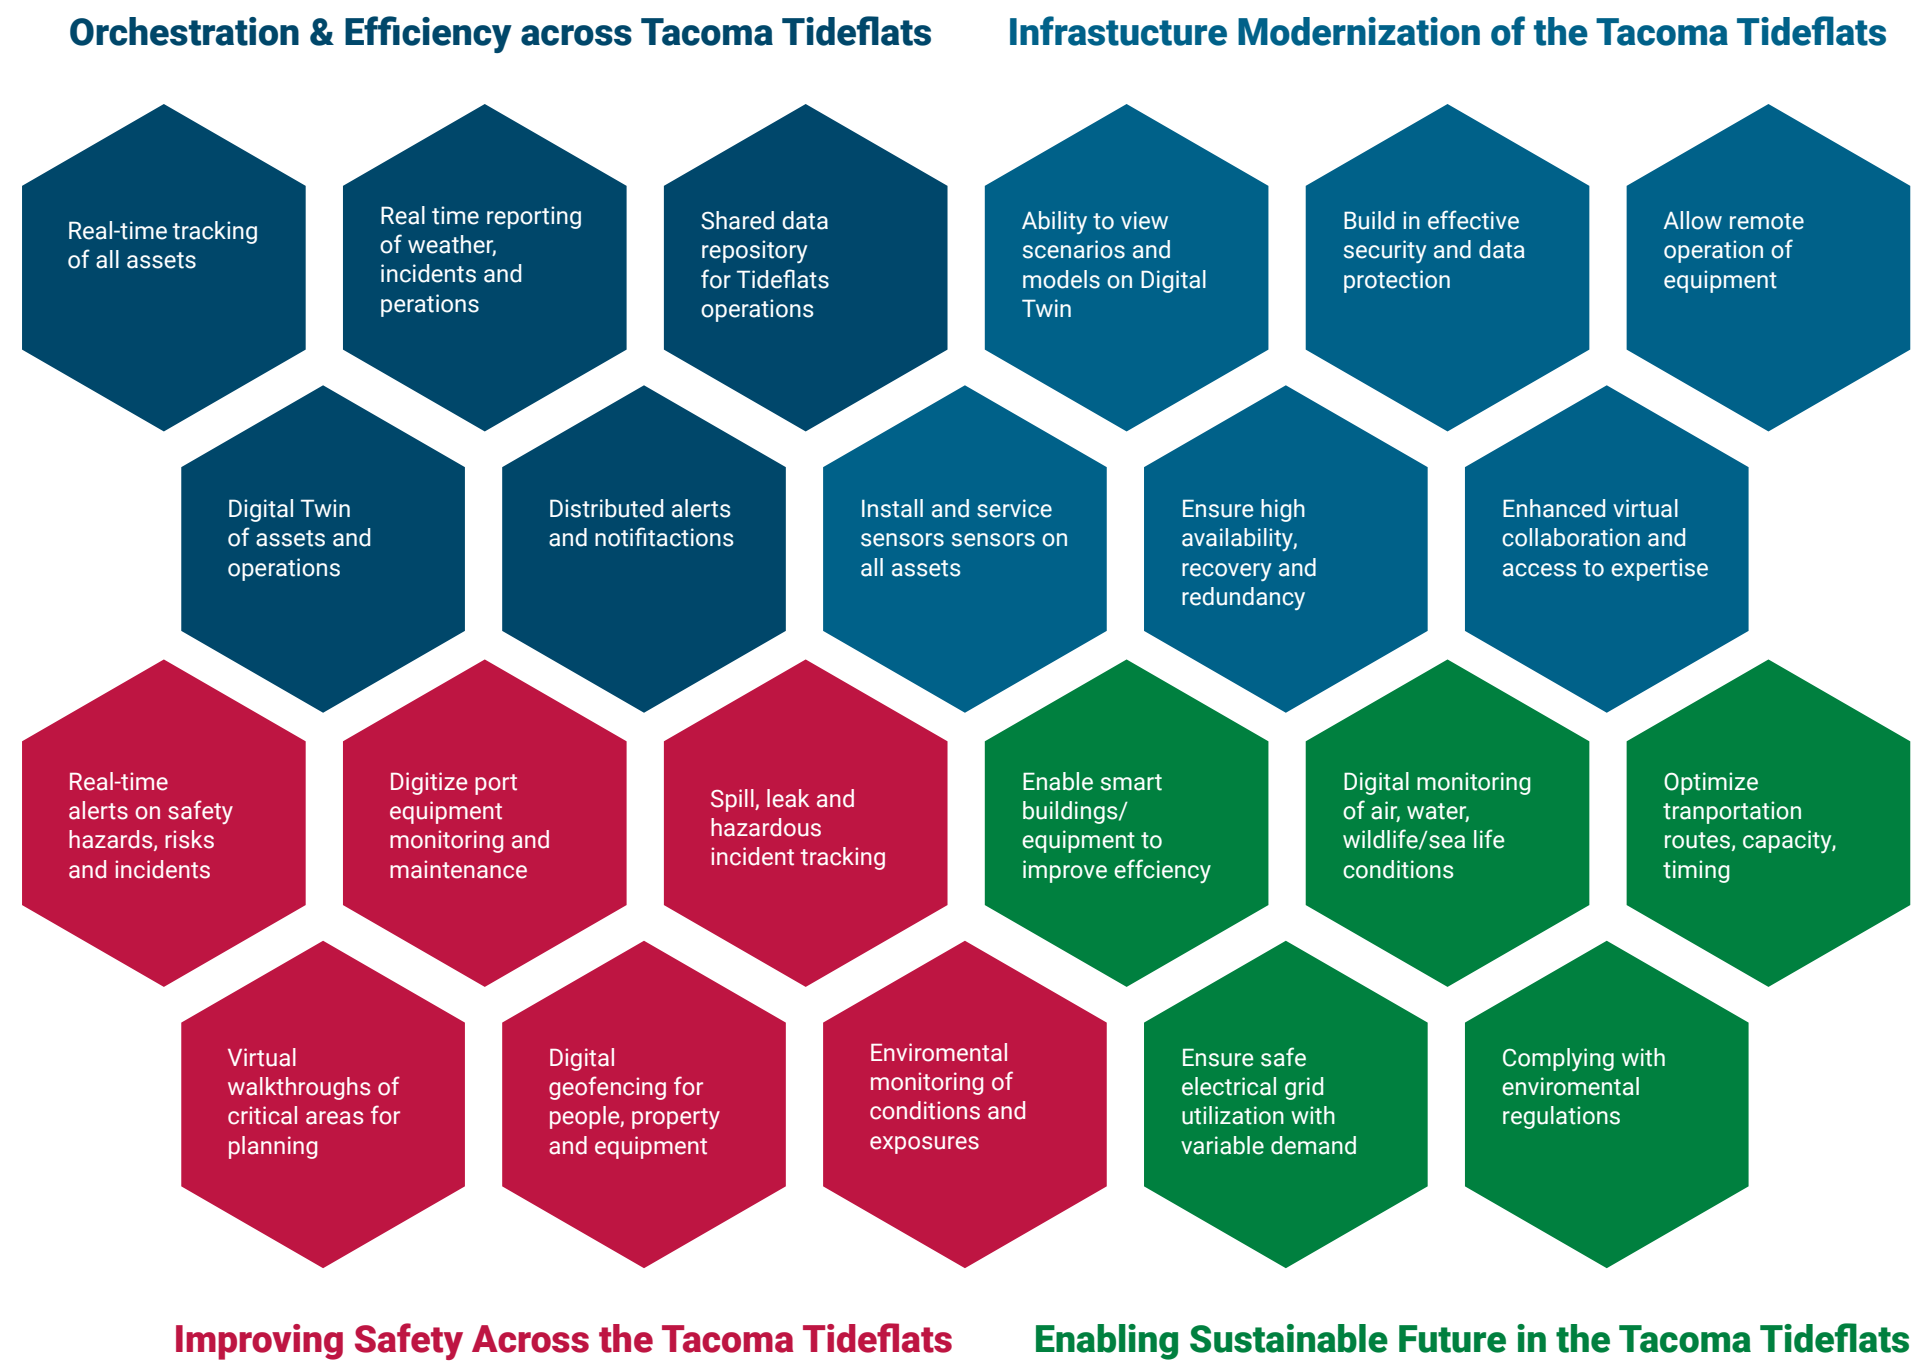 Orchestration & Efficiency across Tacoma Tideflats
Infrastucture Modernization of the Tacoma Tideflats
Real-time tracking
of all assets
Real time reporting
of weather,
incidents and
perations
Shared data
repository
for Tideflats
operations
Ability to view
scenarios and
models on Digital
Twin
Build in effective
security and data
protection
Allow remote
operation of
equipment
Digital Twin
of assets and
operations
Distributed alerts
and notifitactions
Install and service
sensors sensors on
all assets
Ensure high
availability,
recovery and
redundancy
Enhanced virtual
collaboration and
access to expertise
Real-time
alerts on safety
hazards, risks
and incidents
Digitize port
equipment
monitoring and
maintenance
Spill, leak and
hazardous
incident tracking
Enable smart
buildings/
equipment to
improve effciency
Digital monitoring
of air, water,
wildlife/sea life
conditions
Optimize
tranportation
routes, capacity,
timing
Virtual
walkthroughs of
critical areas for
planning
Digital
geofencing for
people, property
and equipment
Enviromental
monitoring of
conditions and
exposures
Ensure safe
electrical grid
utilization with
variable demand
Complying with
enviromental
regulations
Improving Safety Across the Tacoma Tideflats
Enabling Sustainable Future in the Tacoma Tideflats